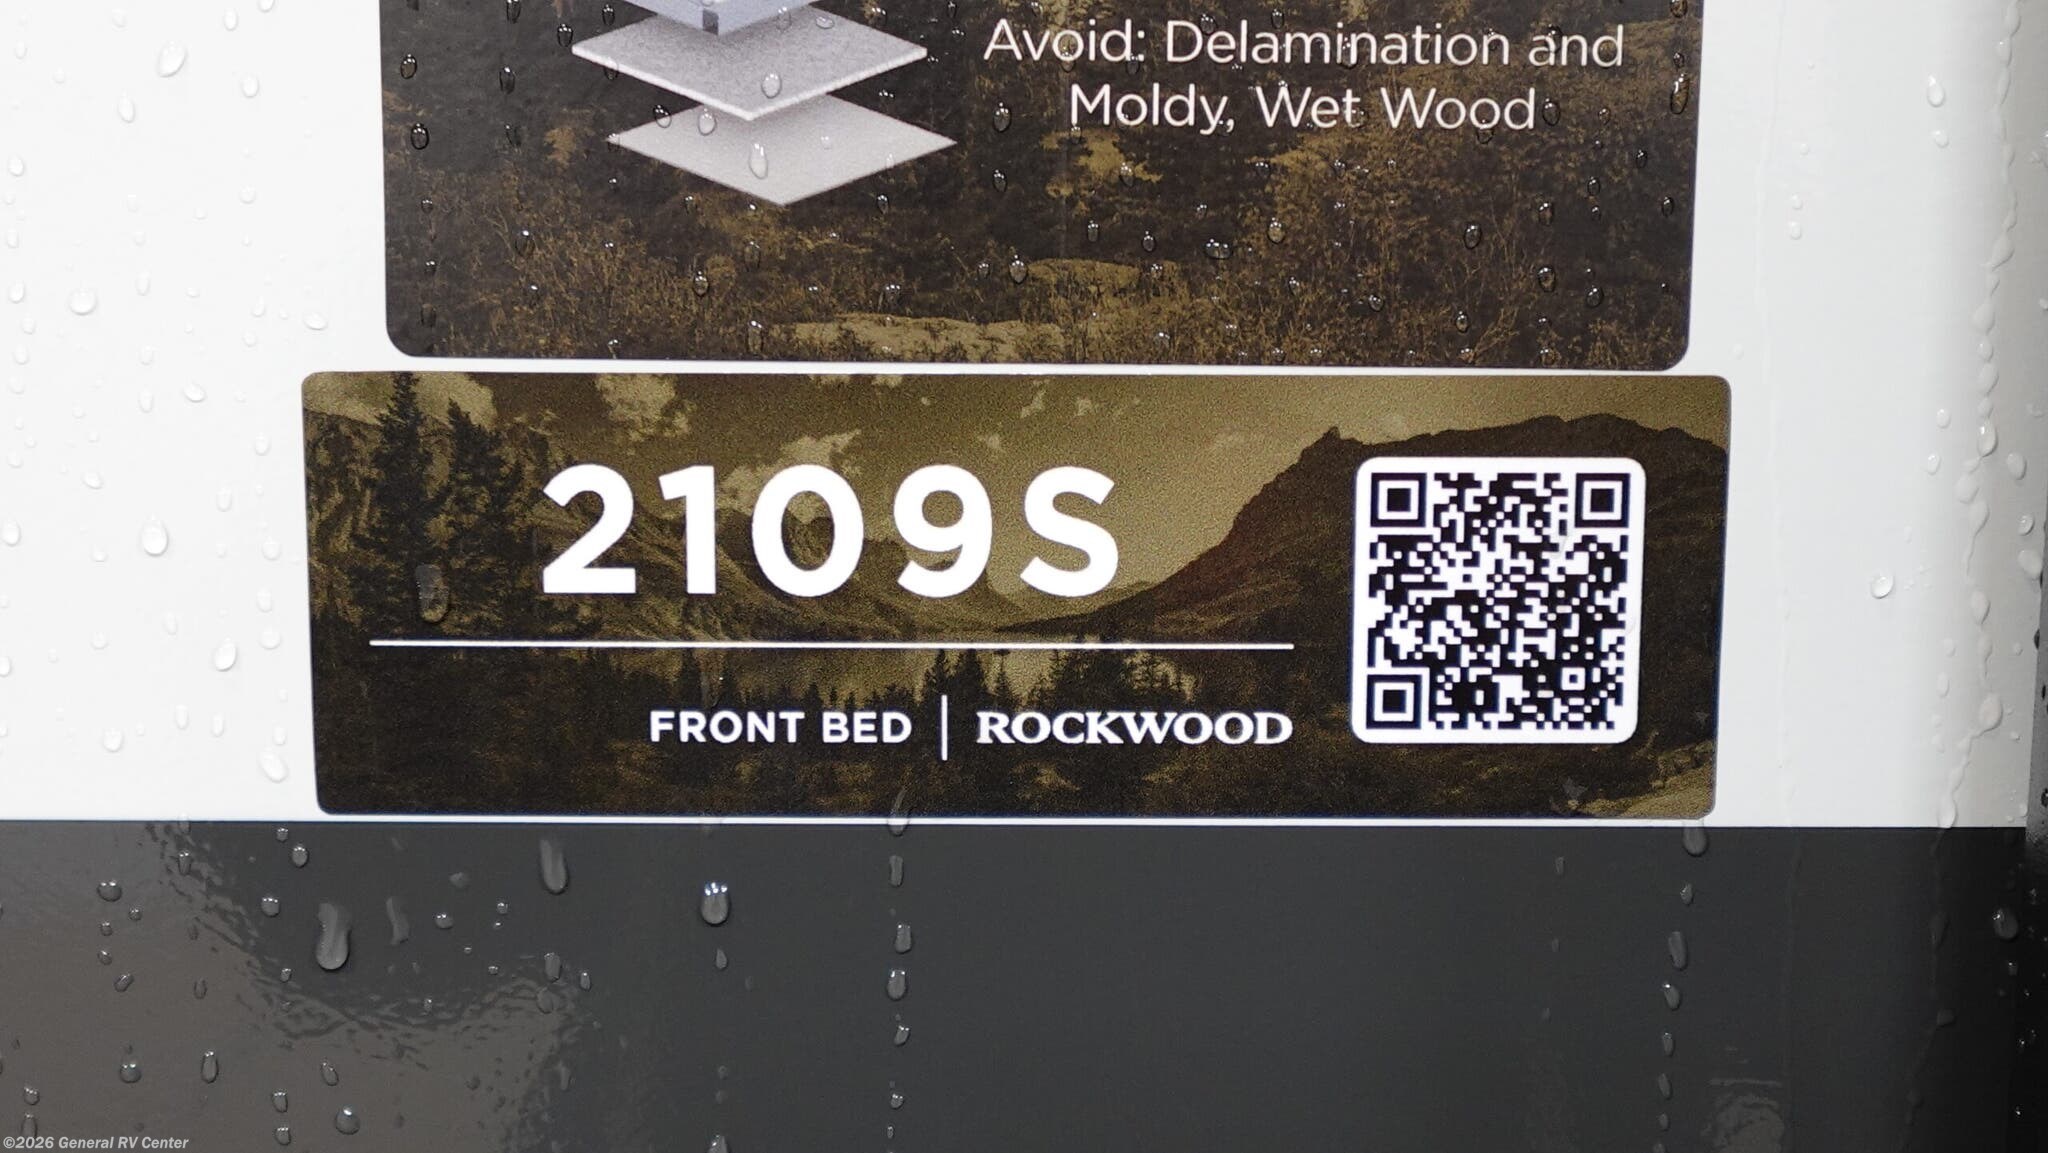 Avoid: Delamination and
Moldy, Wet Wood
2109S
FRONT BED | ROCKWOOD
©2026 General RV Center